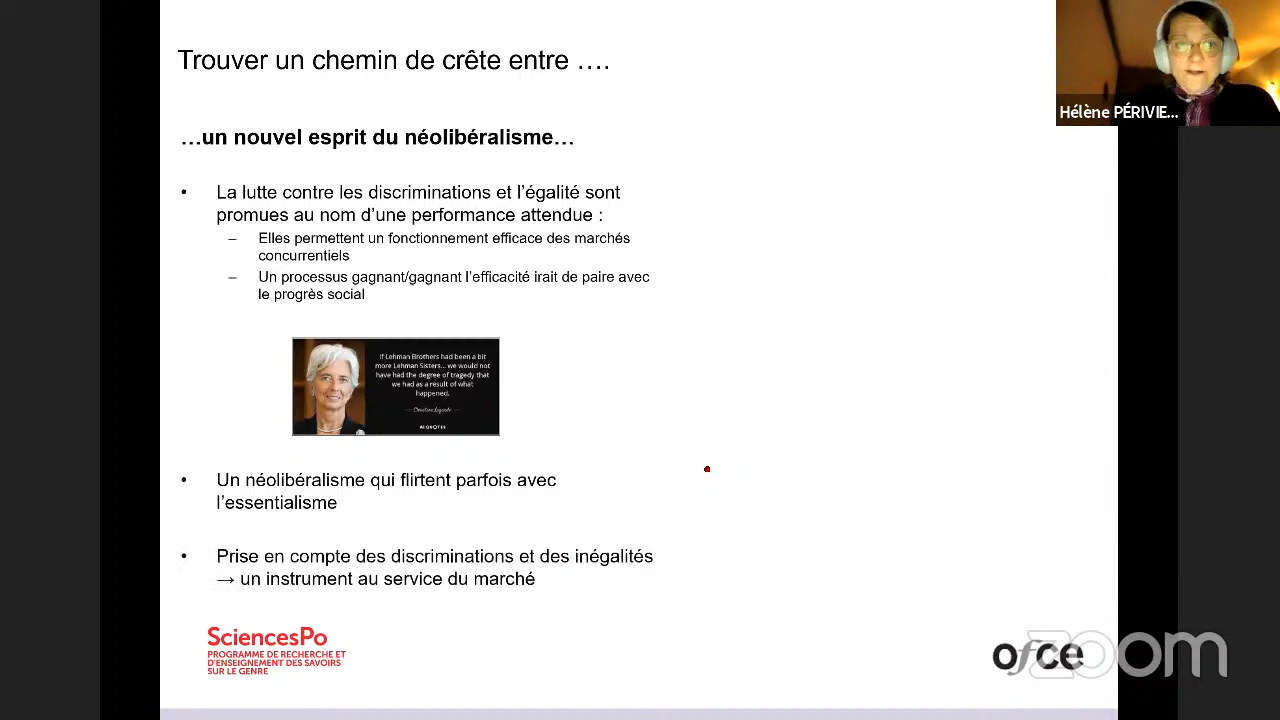 Trouver un chemin de crête entre ….
Hélène PÉRIVIE...
…un nouvel esprit du néolibéralisme…
• La lutte contre les discriminations et l’égalité sont
promues au nom d’une performance attendue :
– Elles permettent un fonctionnement efficace des marchés
concurrentiels
– Un processus gagnant/gagnant l’efficacité irait de paire avec
le progrès social
If Lehman Brothers had been a bit
more Lehman Sisters... we would not
have had the degree of tragedy that
we had as a result of what
happened.
Christine Lagarde
AZ QUOTES
• Un néolibéralisme qui flirtent parfois avec
l’essentialisme
• Prise en compte des discriminations et des inégalités
→ un instrument au service du marché
SciencesPo
PROGRAMME DE RECHERCHE ET
D'ENSEIGNEMENT DES SAVOIRS
SUR LE GENRE
ofce
zoom